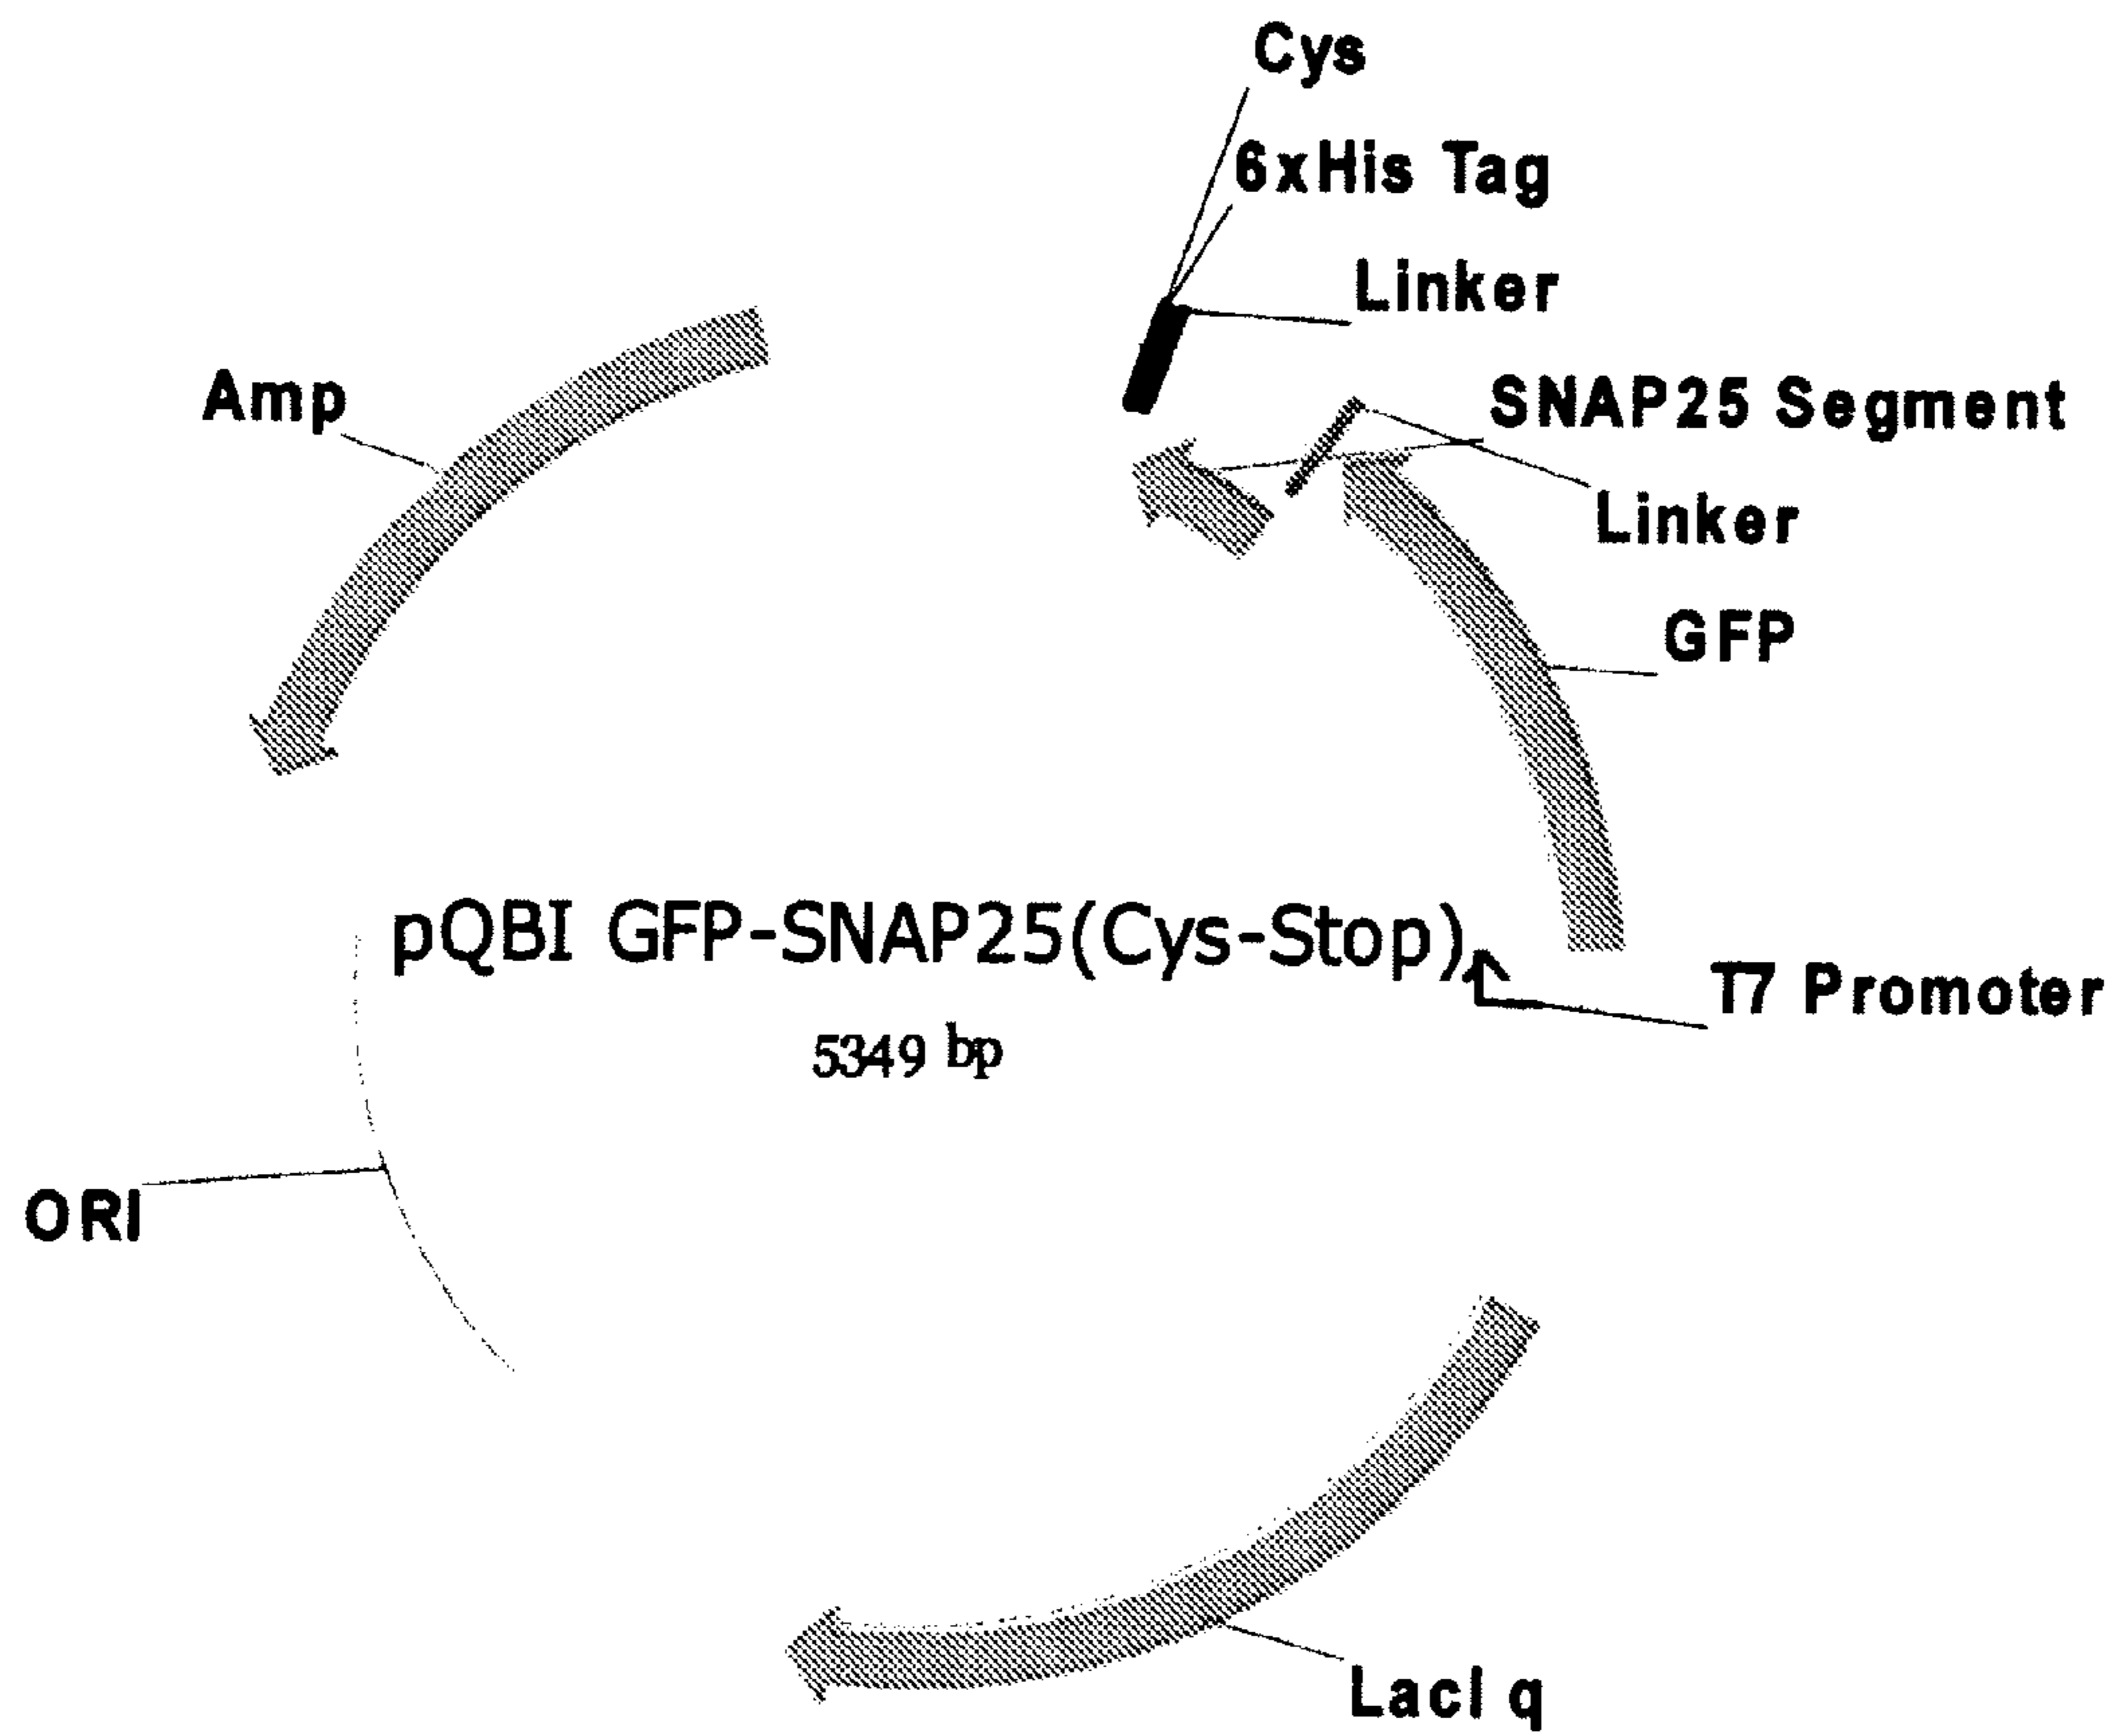 Cys
6xHis Tag
Linker
SNAP25 Segment
Amp
Linker
GFP
pQBI GFP-SNAP25(Cys-Stop)
T7 Promoter
5349 bp
ORI
LacI q